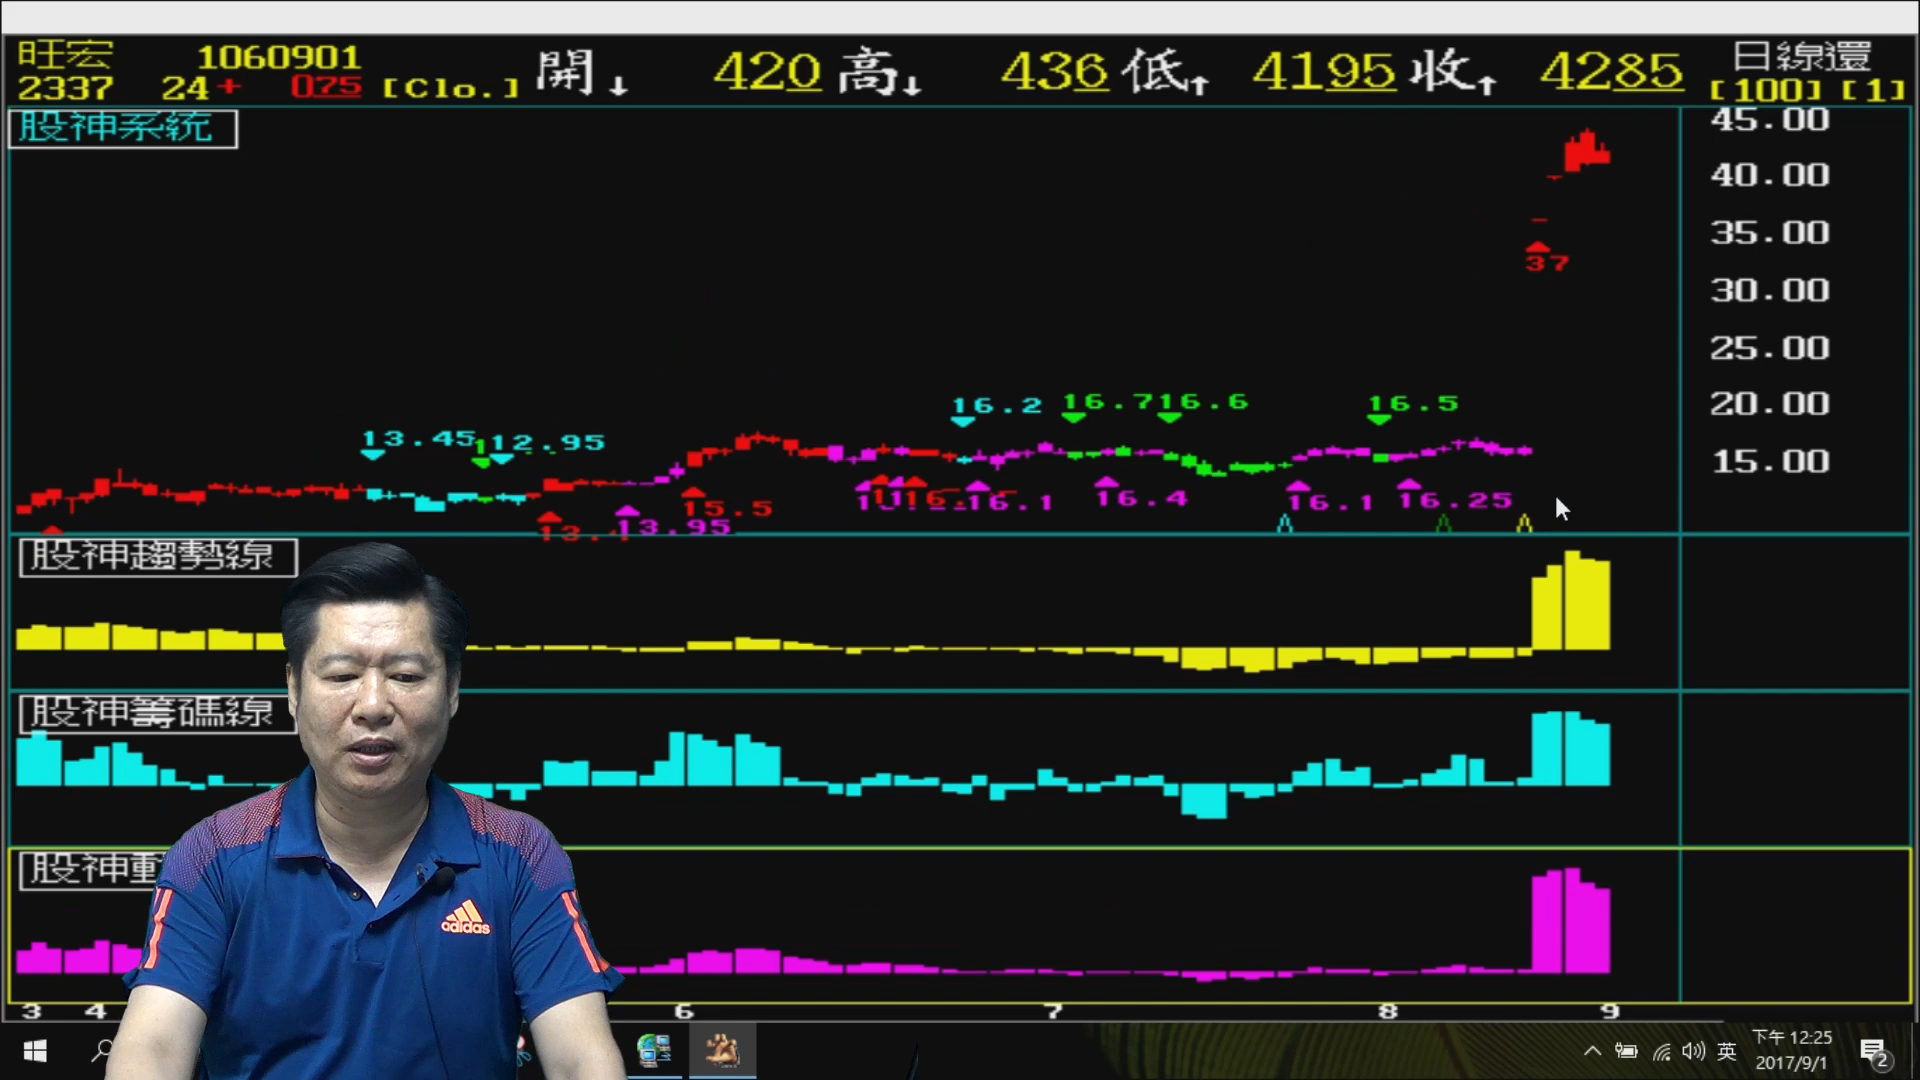 旺宏 1060901 開↓ 420 高↓ 436 低↑ 4195 收↑ 4285 日線還
2337 24+ 075 [Clo.] [100] [1]
股神系統
45.00
40.00
35.00
37
30.00
25.00
20.00
16.2 16.7 16.6 16.5
13.45 12.95
15.00
15.5 16.1 16.4 16.1 16.25
13.95
股神趨勢線
股神籌碼線
股神動
adidas
3 4 6 7 8 9
英 下午 12:25
2017/9/1
2